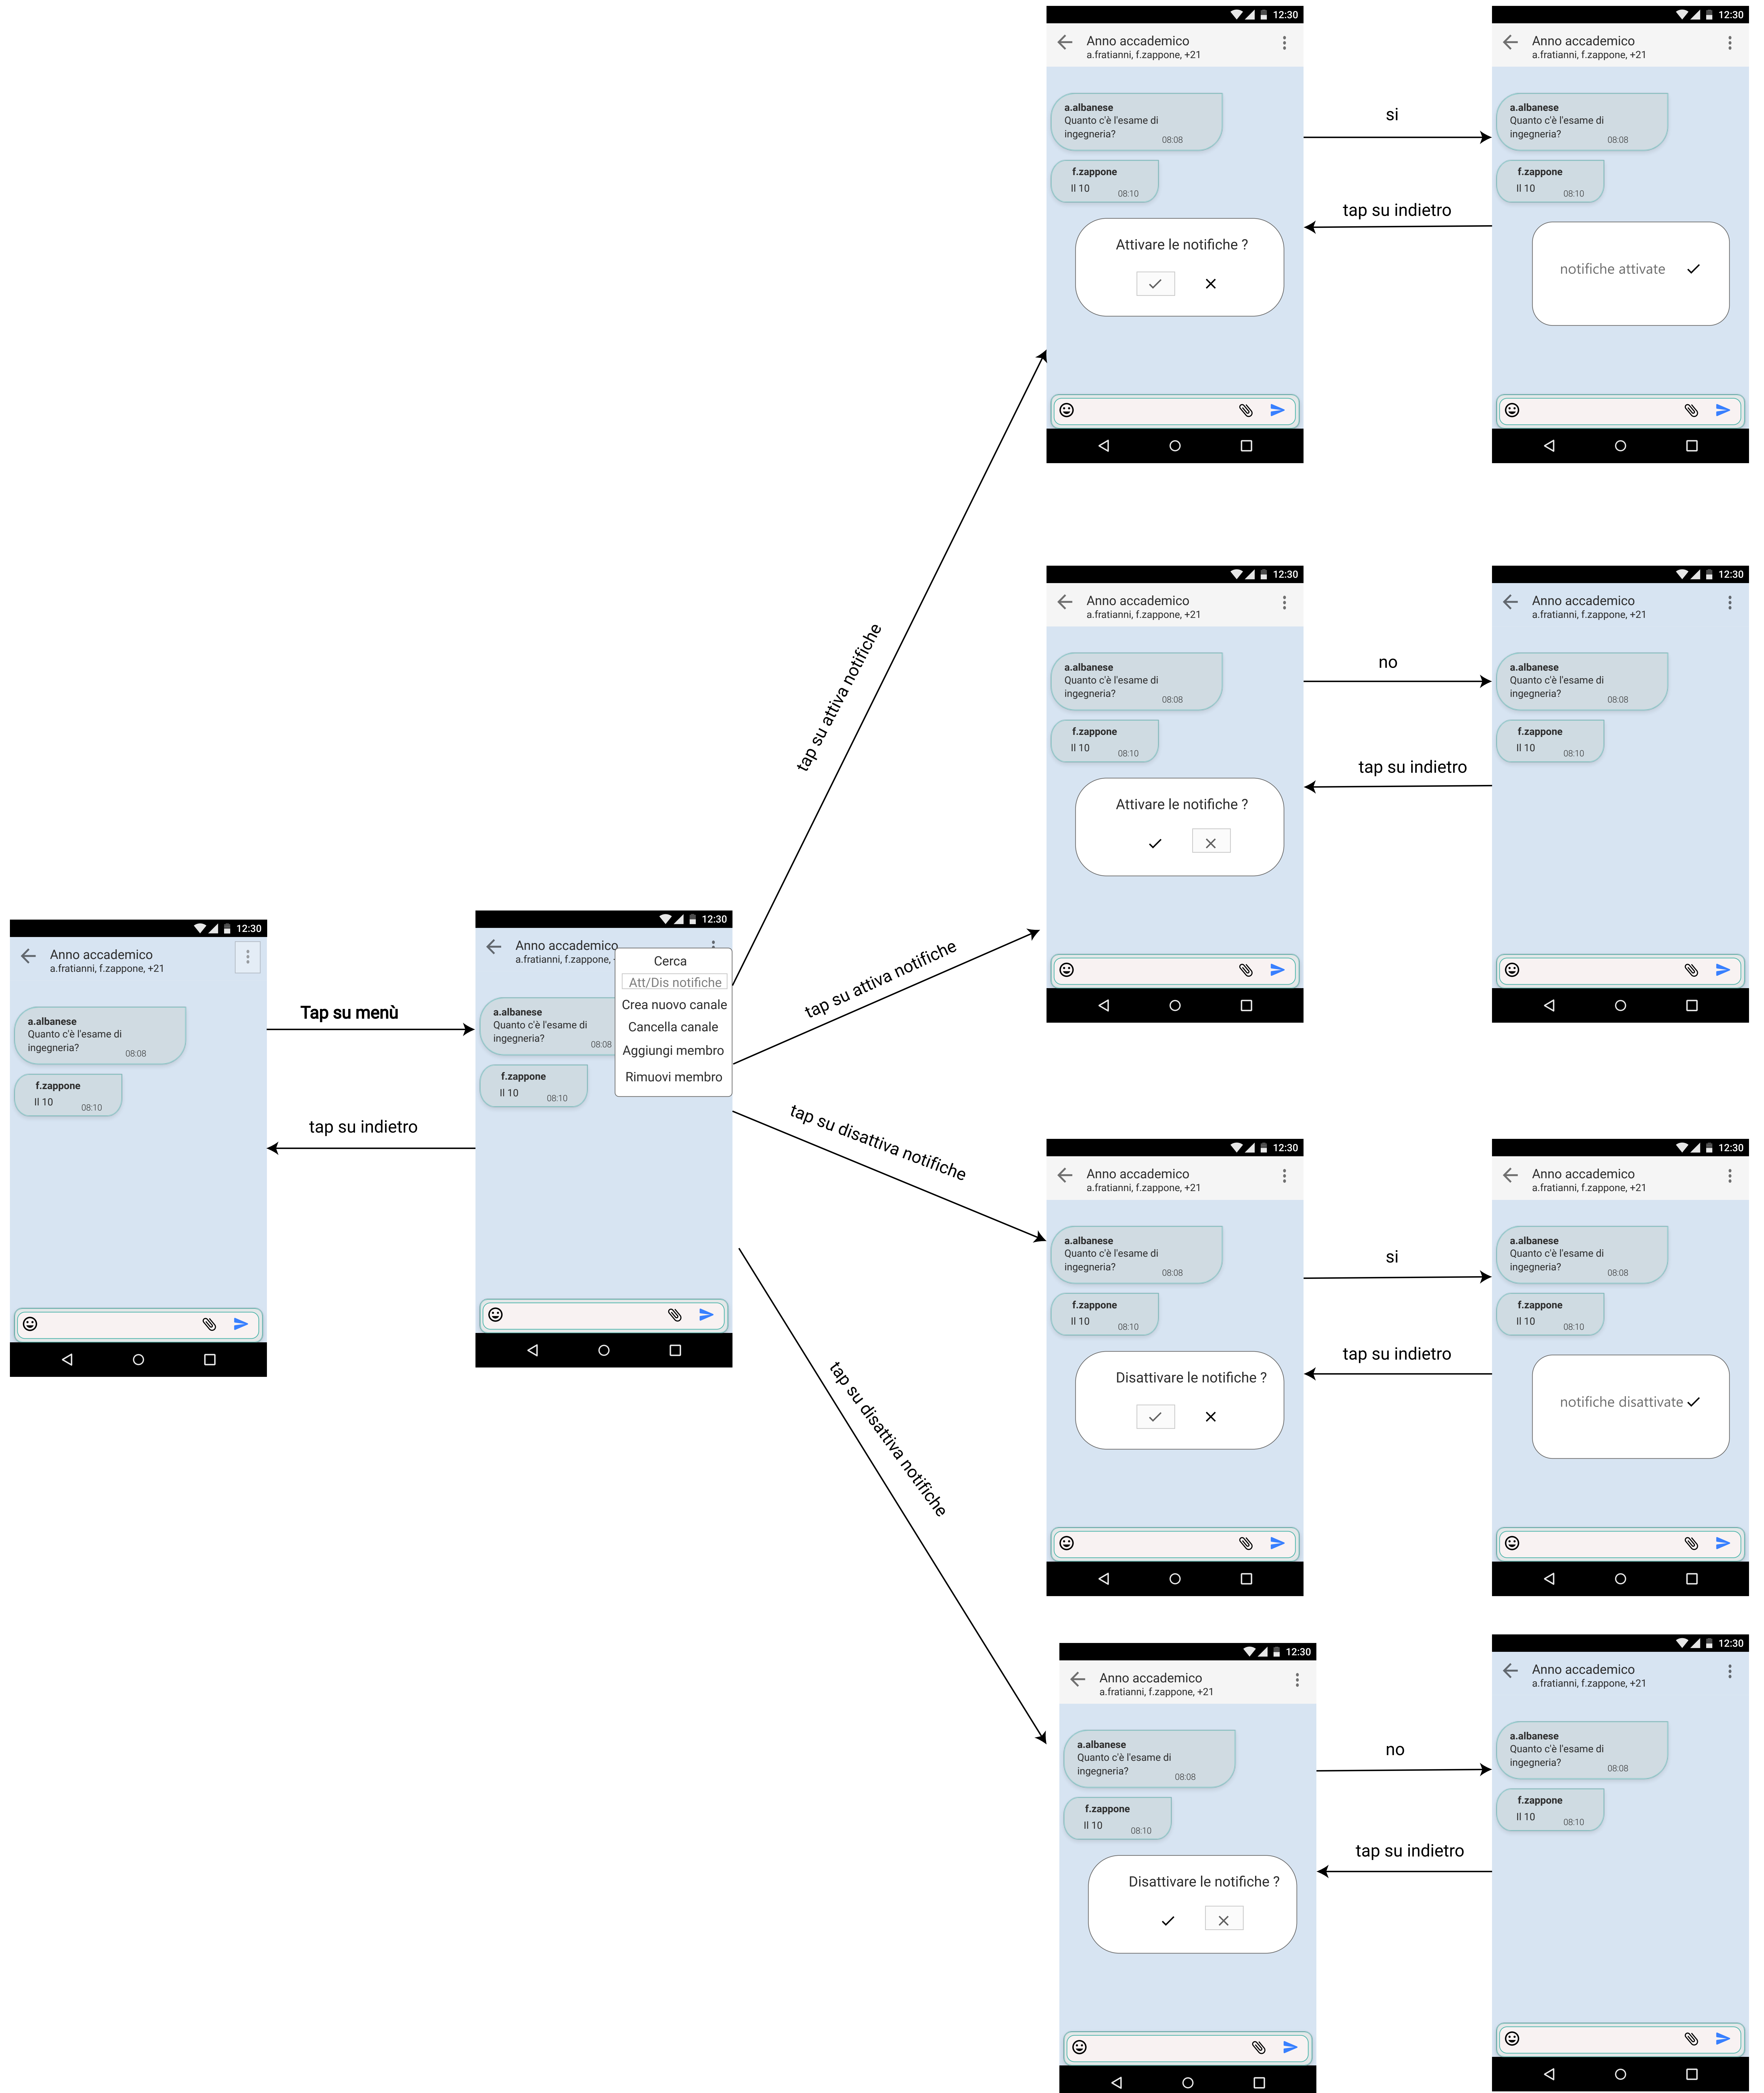 12:30
Anno accademico
a.fratianni, f.zappone, +21
a.albanese
Quanto c'è l'esame di
ingegneria?
08:08
f.zappone
Il 10
08:10
Tap su menù
tap su indietro
12:30
Anno accademico
a.fratianni, f.zappone,
Cerca
Att/Dis notifiche
Crea nuovo canale
Cancella canale
Aggiungi membro
Rimuovi membro
a.albanese
Quanto c'è l'esame di
ingegneria?
08:08
f.zappone
Il 10
08:10
tap su attiva notifiche
tap su attiva notifiche
tap su disattiva notifiche
tap su disattiva notifiche
12:30
Anno accademico
a.fratianni, f.zappone, +21
a.albanese
Quanto c'è l'esame di
ingegneria?
08:08
f.zappone
Il 10
08:10
Attivare le notifiche ?
si
tap su indietro
12:30
Anno accademico
a.fratianni, f.zappone, +21
a.albanese
Quanto c'è l'esame di
ingegneria?
08:08
f.zappone
Il 10
08:10
notifiche attivate
12:30
Anno accademico
a.fratianni, f.zappone, +21
a.albanese
Quanto c'è l'esame di
ingegneria?
08:08
f.zappone
Il 10
08:10
Attivare le notifiche ?
no
tap su indietro
12:30
Anno accademico
a.fratianni, f.zappone, +21
a.albanese
Quanto c'è l'esame di
ingegneria?
08:08
f.zappone
Il 10
08:10
12:30
Anno accademico
a.fratianni, f.zappone, +21
a.albanese
Quanto c'è l'esame di
ingegneria?
08:08
f.zappone
Il 10
08:10
Disattivare le notifiche ?
si
tap su indietro
12:30
Anno accademico
a.fratianni, f.zappone, +21
a.albanese
Quanto c'è l'esame di
ingegneria?
08:08
f.zappone
Il 10
08:10
notifiche disattivate
12:30
Anno accademico
a.fratianni, f.zappone, +21
a.albanese
Quanto c'è l'esame di
ingegneria?
08:08
f.zappone
Il 10
08:10
Disattivare le notifiche ?
no
tap su indietro
12:30
Anno accademico
a.fratianni, f.zappone, +21
a.albanese
Quanto c'è l'esame di
ingegneria?
08:08
f.zappone
Il 10
08:10